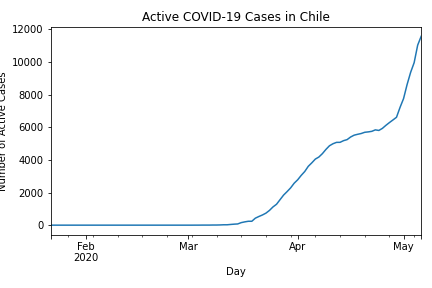 Active COVID-19 Cases in Chile
Number of Active Cases
12000
10000
8000
6000
4000
2000
0
Feb
2020
Mar
Apr
May
Day